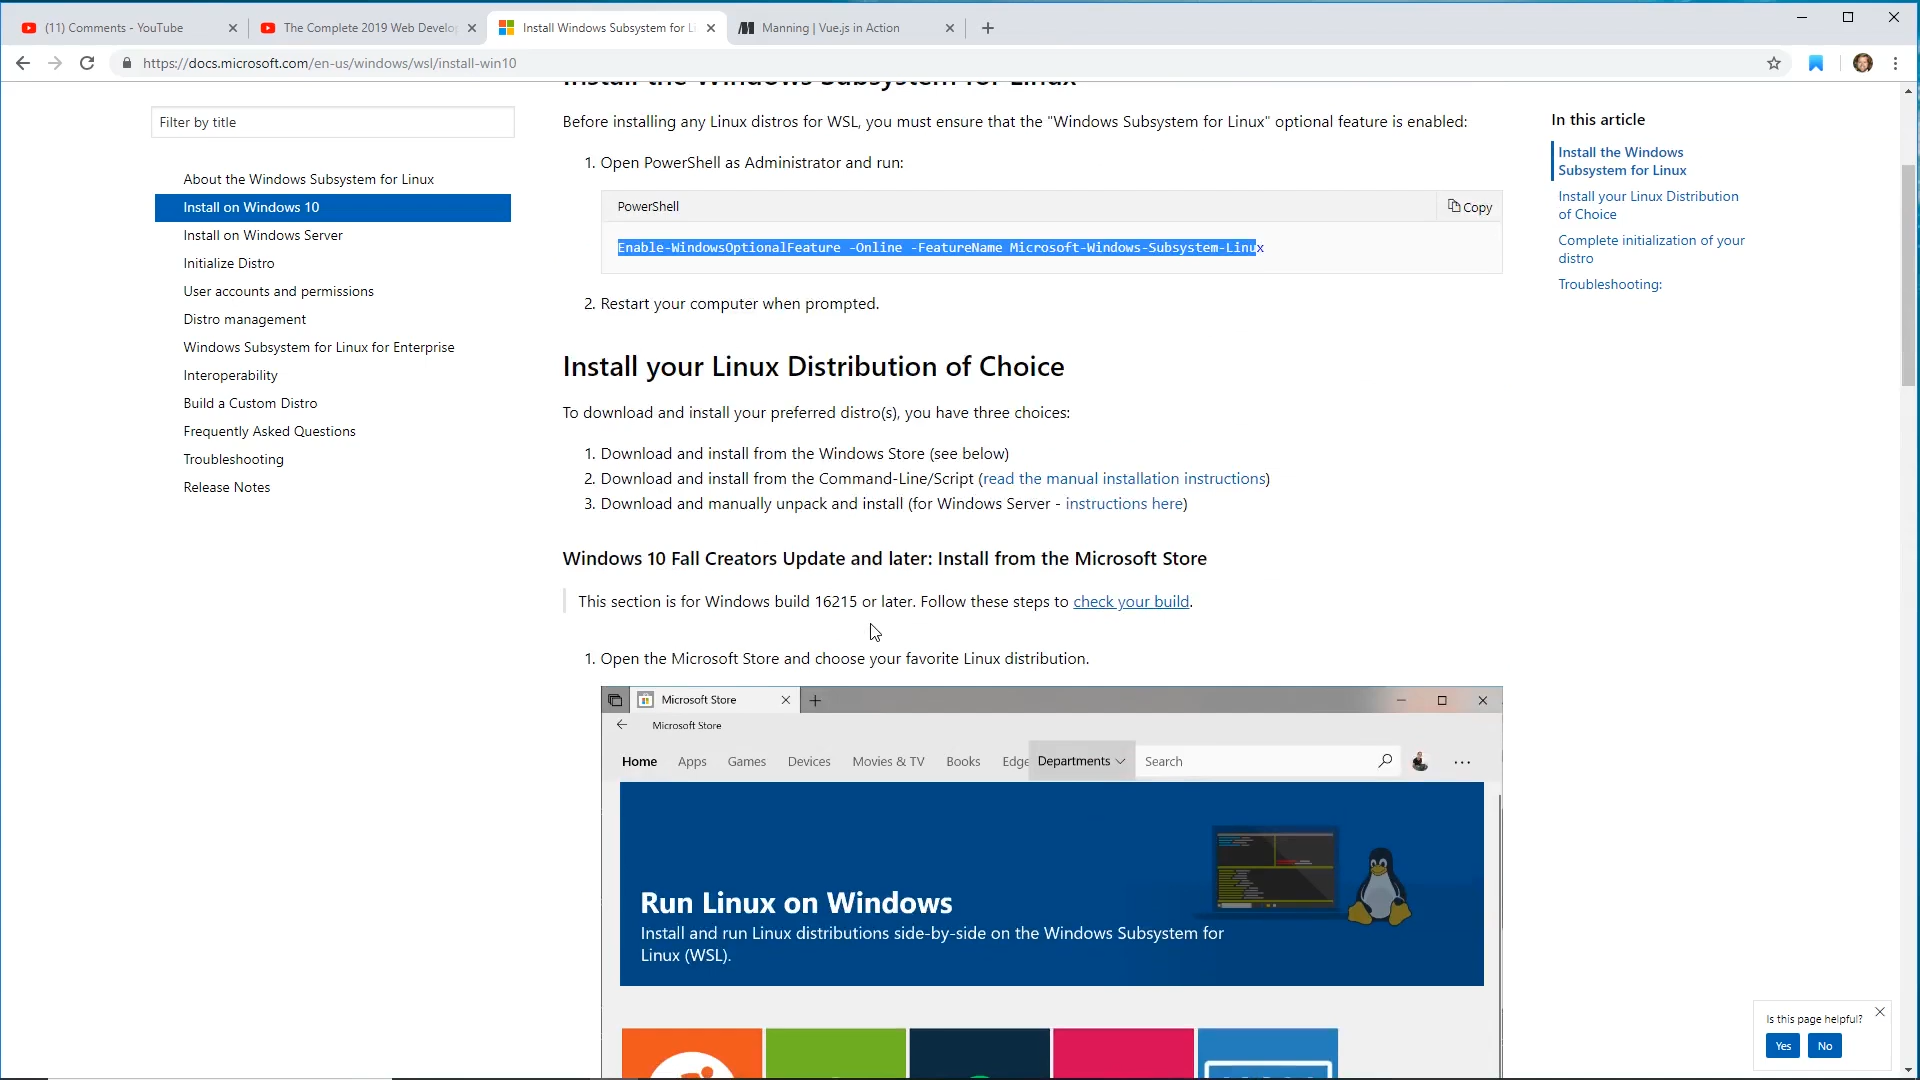 (11) Comments - YouTube
The Complete 2019 Web Develo
Install Windows Subsystem for Li
Manning | Vue.js in Action
https://docs.microsoft.com/en-us/windows/wsl/install-win10
Filter by title
About the Windows Subsystem for Linux
Install on Windows 10
Install on Windows Server
Initialize Distro
User accounts and permissions
Distro management
Windows Subsystem for Linux for Enterprise
Interoperability
Build a Custom Distro
Frequently Asked Questions
Troubleshooting
Release Notes
Install the Windows Subsystem for Linux
Before installing any Linux distros for WSL, you must ensure that the "Windows Subsystem for Linux" optional feature is enabled:
1. Open PowerShell as Administrator and run:
PowerShell
Copy
Enable-WindowsOptionalFeature -Online -FeatureName Microsoft-Windows-Subsystem-Linux
2. Restart your computer when prompted.
Install your Linux Distribution of Choice
To download and install your preferred distro(s), you have three choices:
1. Download and install from the Windows Store (see below)
2. Download and install from the Command-Line/Script (read the manual installation instructions)
3. Download and manually unpack and install (for Windows Server - instructions here)
Windows 10 Fall Creators Update and later: Install from the Microsoft Store
This section is for Windows build 16215 or later. Follow these steps to check your build.
1. Open the Microsoft Store and choose your favorite Linux distribution.
Microsoft Store
Microsoft Store
Home Apps Games Devices Movies & TV Books Edge Departments Search
Run Linux on Windows
Install and run Linux distributions side-by-side on the Windows Subsystem for
Linux (WSL).
In this article
Install the Windows
Subsystem for Linux
Install your Linux Distribution
of Choice
Complete initialization of your
distro
Troubleshooting:
Is this page helpful?
Yes No